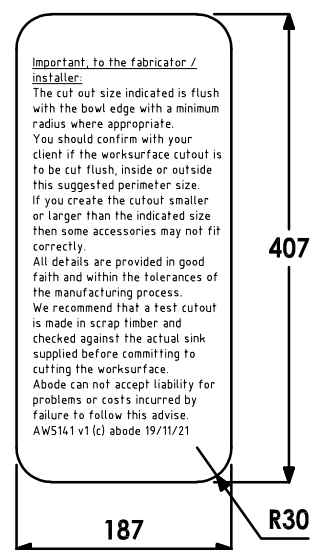 Important, to the fabricator /
installer:
The cut out size indicated is flush
with the bowl edge with a minimum
radius where appropriate.
You should confirm with your
client if the worksurface cutout is
to be cut flush, inside or outside
this suggested perimeter size.
If you create the cutout smaller
or larger than the indicated size
then some accessories may not fit
correctly.
All details are provided in good
faith and within the tolerances of
the manufacturing process.
We recommend that a test cutout
is made in scrap timber and
checked against the actual sink
supplied before committing to
cutting the worksurface.
Abode can not accept liability for
problems or costs incurred by
failure to follow this advise.
AW5141 v1 (c) abode 19/11/21
407
R30
187